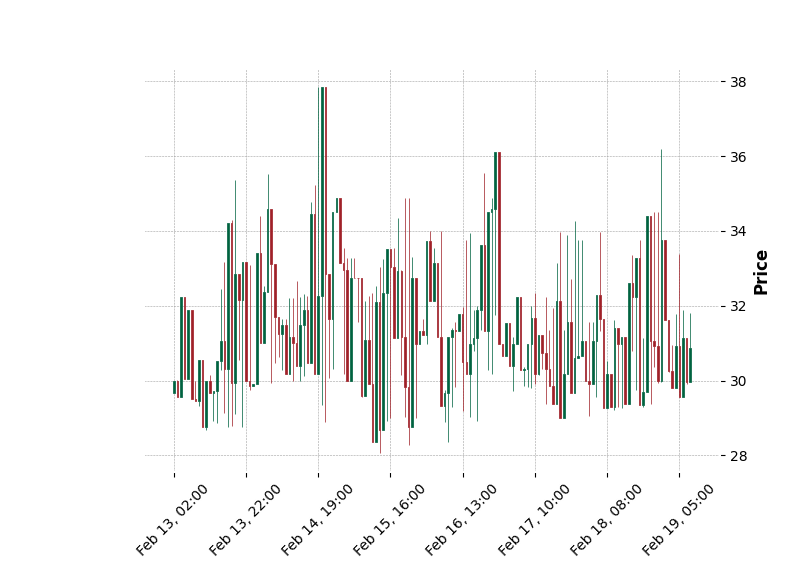 38
36
34
32
30
28
Price
Feb 13, 02:00
Feb 13, 22:00
Feb 14, 19:00
Feb 15, 16:00
Feb 16, 13:00
Feb 17, 10:00
Feb 18, 08:00
Feb 19, 05:00